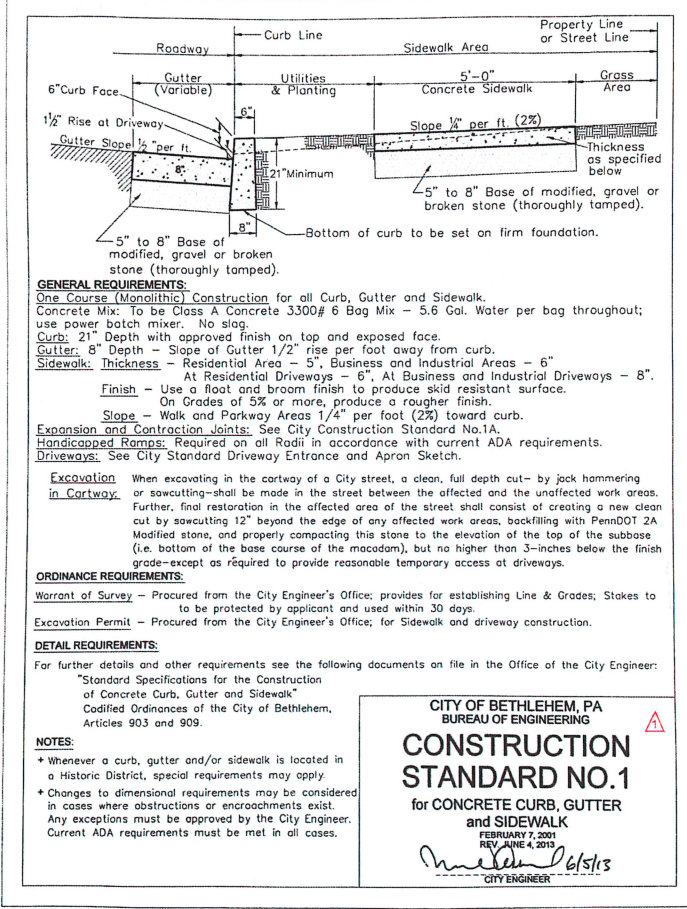 Property Line
or Street Line
Curb Line
Roadway
Sidewalk Area
Gutter
(Variable)
Utilities
& Planting
5'-0"
Concrete Sidewalk
Grass
Area
6"Curb Face
6"
1½" Rise at Driveway
Slope ¼" per ft. (2%)
Gutter Slope ½"per ft.
Thickness
as specified
below
8"
21"Minimum
5" to 8" Base of modified, gravel or
broken stone (thoroughly tamped).
8"
Bottom of curb to be set on firm foundation.
5" to 8" Base of
modified, gravel or broken
stone (thoroughly tamped).
GENERAL REQUIREMENTS:
One Course (Monolithic) Construction for all Curb, Gutter and Sidewalk.
Concrete Mix: To be Class A Concrete 3300# 6 Bag Mix – 5.6 Gal. Water per bag throughout;
use power batch mixer. No slag.
Curb: 21" Depth with approved finish on top and exposed face.
Gutter: 8" Depth – Slope of Gutter 1/2" rise per foot away from curb.
Sidewalk: Thickness – Residential Area – 5", Business and Industrial Areas – 6"
At Residential Driveways – 6", At Business and Industrial Driveways – 8".
Finish – Use a float and broom finish to produce skid resistant surface.
On Grades of 5% or more, produce a rougher finish.
Slope – Walk and Parkway Areas 1/4" per foot (2%) toward curb.
Expansion and Contraction Joints: See City Construction Standard No.1A.
Handicapped Ramps: Required on all Radii in accordance with current ADA requirements.
Driveways: See City Standard Driveway Entrance and Apron Sketch.
Excavation When excavating in the cartway of a City street, a clean, full depth cut– by jack hammering
in Cartway: or sawcutting–shall be made in the street between the affected and the unaffected work areas.
Further, final restoration in the affected area of the street shall consist of creating a new clean
cut by sawcutting 12" beyond the edge of any affected work areas, backfilling with PennDOT 2A
Modified stone, and properly compacting this stone to the elevation of the top of the subbase
(i.e. bottom of the base course of the macadam), but no higher than 3–inches below the finish
grade–except as required to provide reasonable temporary access at driveways.
ORDINANCE REQUIREMENTS:
Warrant of Survey – Procured from the City Engineer's Office; provides for establishing Line & Grades; Stakes to
to be protected by applicant and used within 30 days.
Excavation Permit – Procured from the City Engineer's Office; for Sidewalk and driveway construction.
DETAIL REQUIREMENTS:
For further details and other requirements see the following documents on file in the Office of the City Engineer:
"Standard Specifications for the Construction
of Concrete Curb, Gutter and Sidewalk"
Codified Ordinances of the City of Bethlehem,
Articles 903 and 909.
NOTES:
+ Whenever a curb, gutter and/or sidewalk is located in
a Historic District, special requirements may apply.
+ Changes to dimensional requirements may be considered
in cases where obstructions or encroachments exist.
Any exceptions must be approved by the City Engineer.
Current ADA requirements must be met in all cases.
CITY OF BETHLEHEM, PA
BUREAU OF ENGINEERING
1
CONSTRUCTION
STANDARD NO.1
for CONCRETE CURB, GUTTER
and SIDEWALK
FEBRUARY 7, 2001
REV. JUNE 4, 2013
6/5/13
CITY ENGINEER